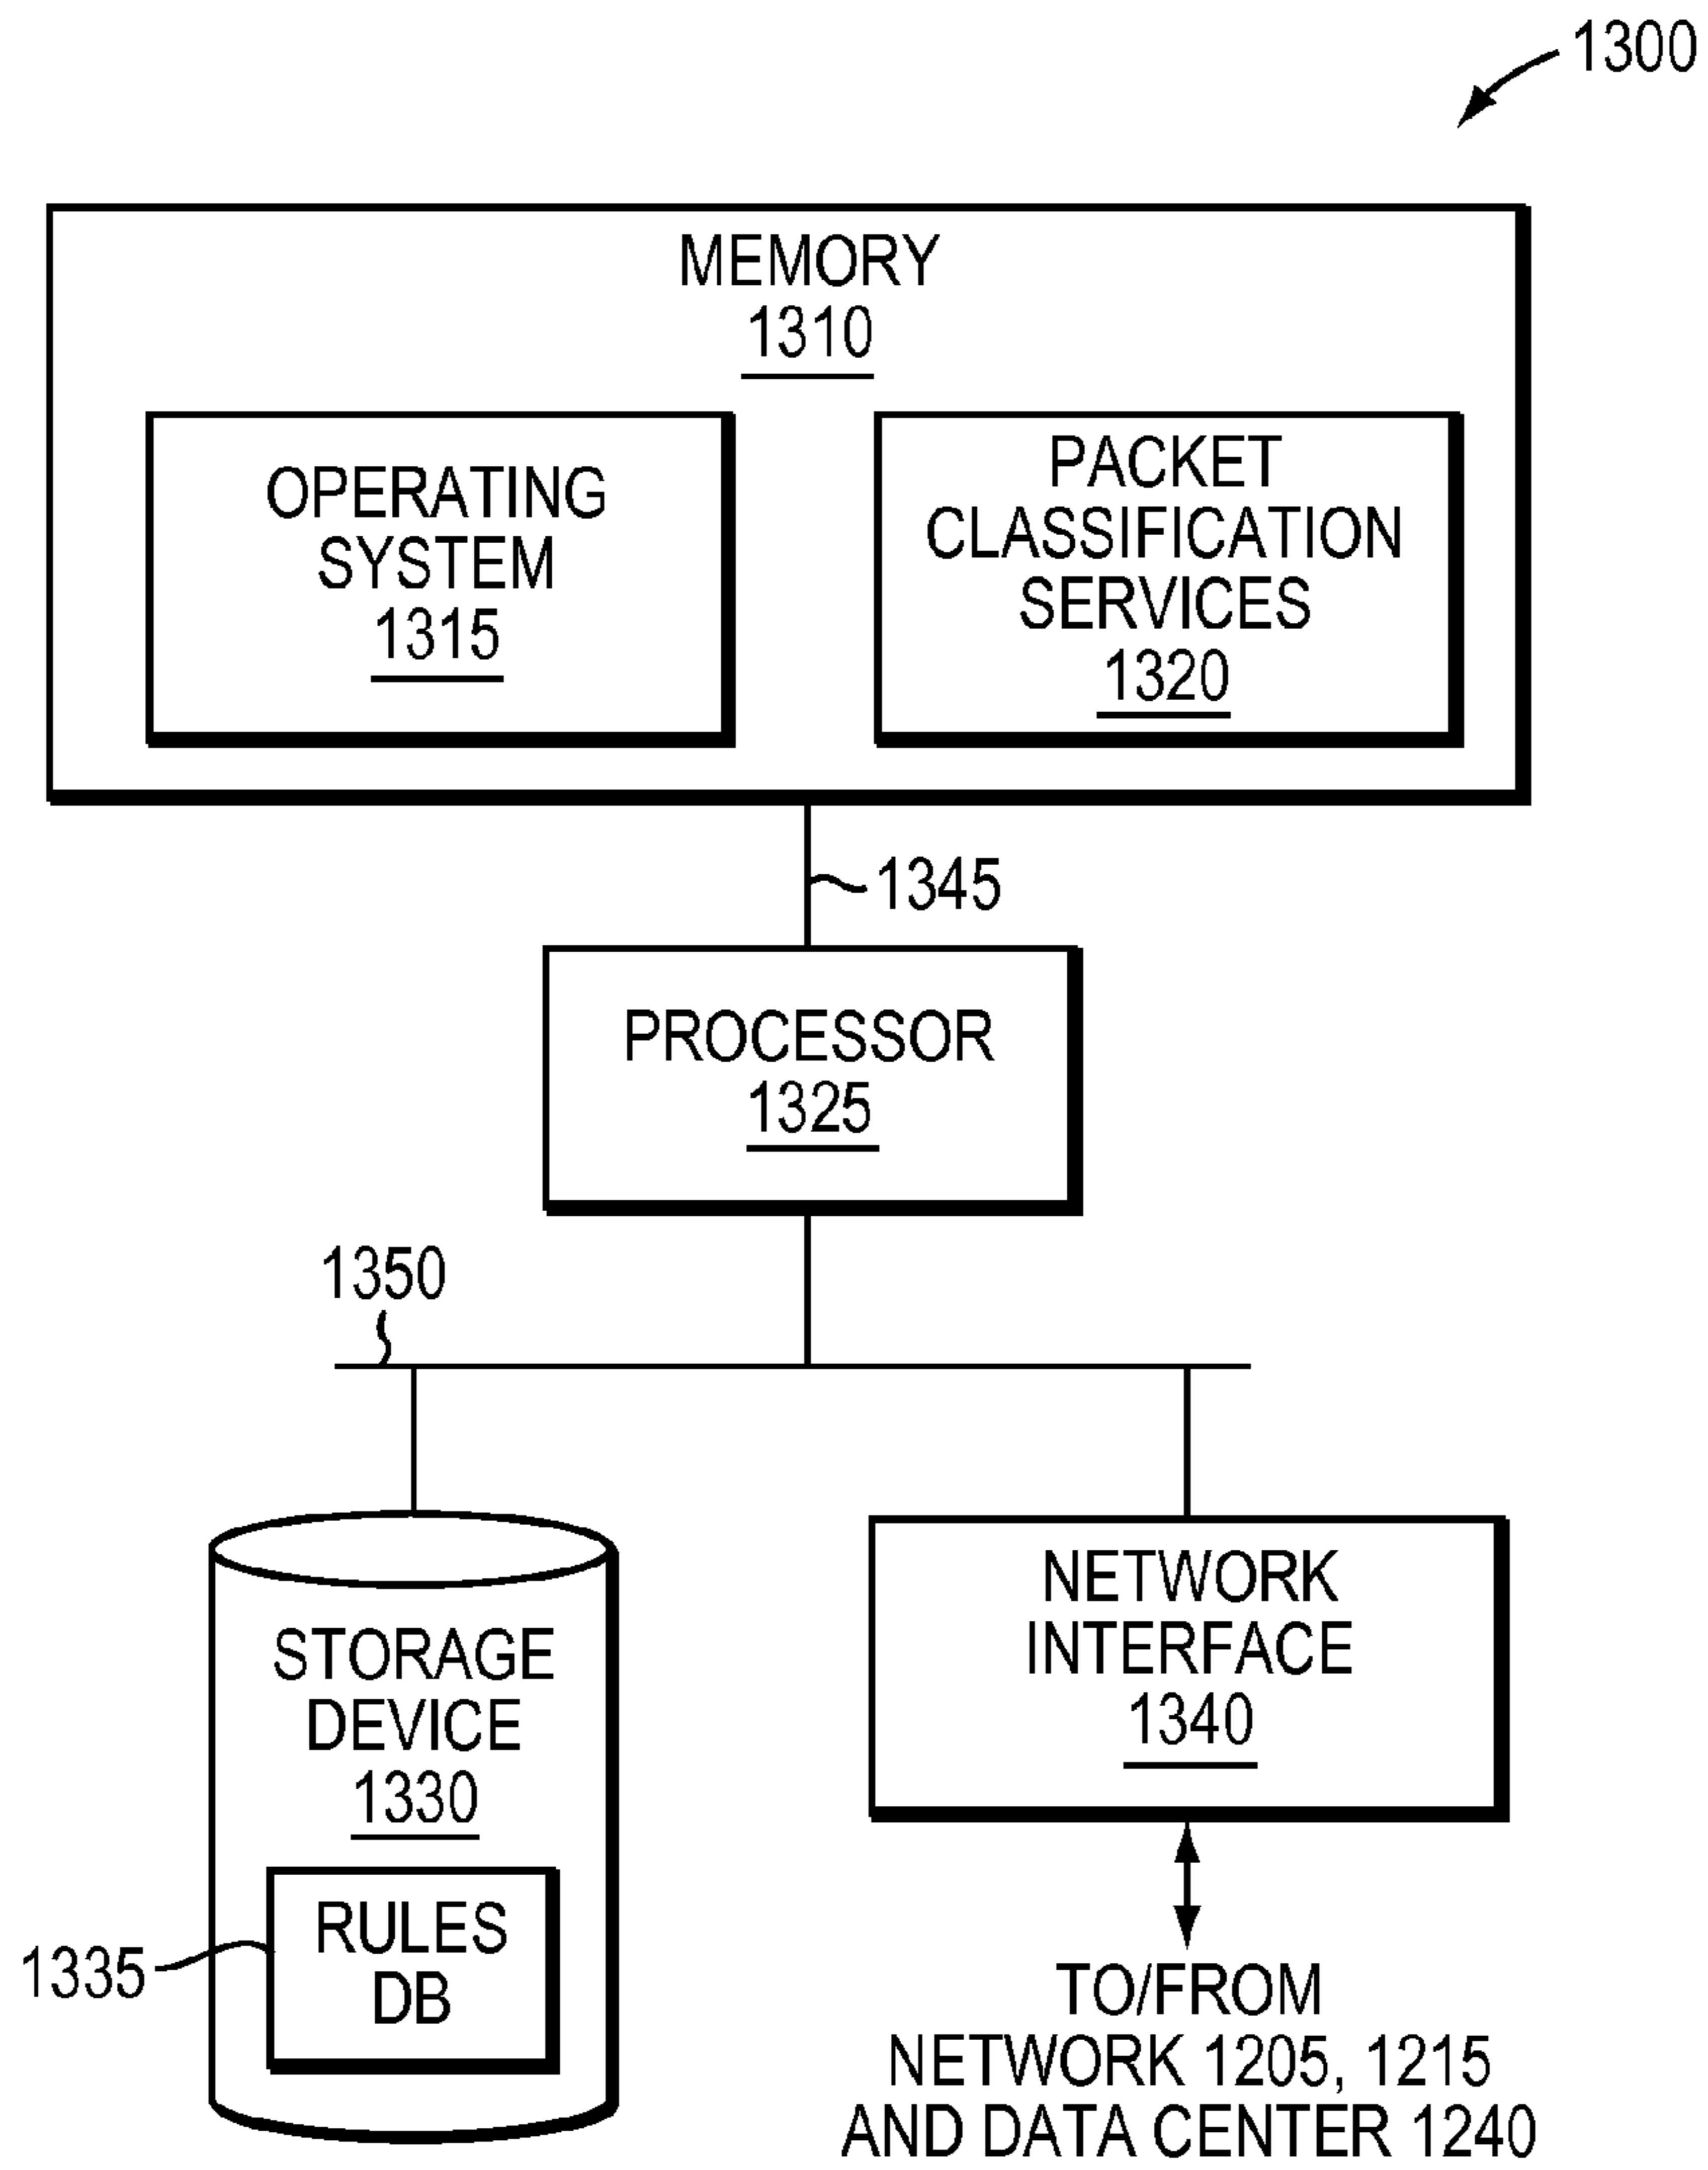 1300
MEMORY
1310
OPERATING
SYSTEM
1315
PACKET
CLASSIFICATION
SERVICES
1320
1345
PROCESSOR
1325
1350
STORAGE
DEVICE
1330
RULES
DB
1335
NETWORK
INTERFACE
1340
TO/FROM
NETWORK 1205, 1215
AND DATA CENTER 1240